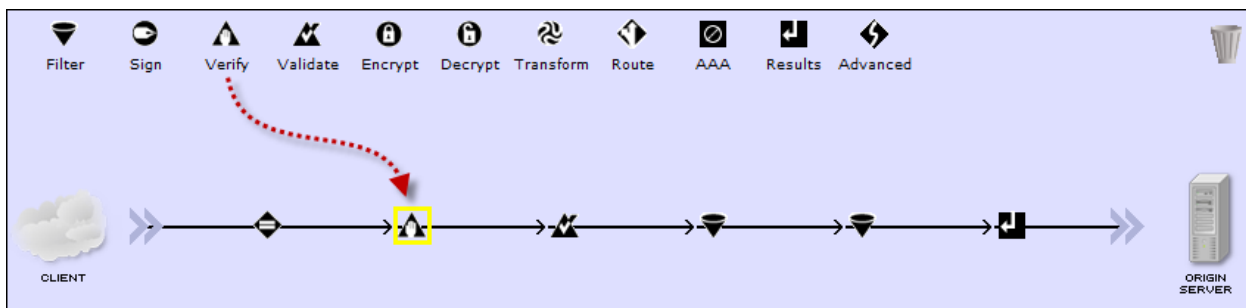 Filter Sign Verify Validate Encrypt Decrypt Transform Route AAA Results Advanced
CLIENT
ORIGIN
SERVER